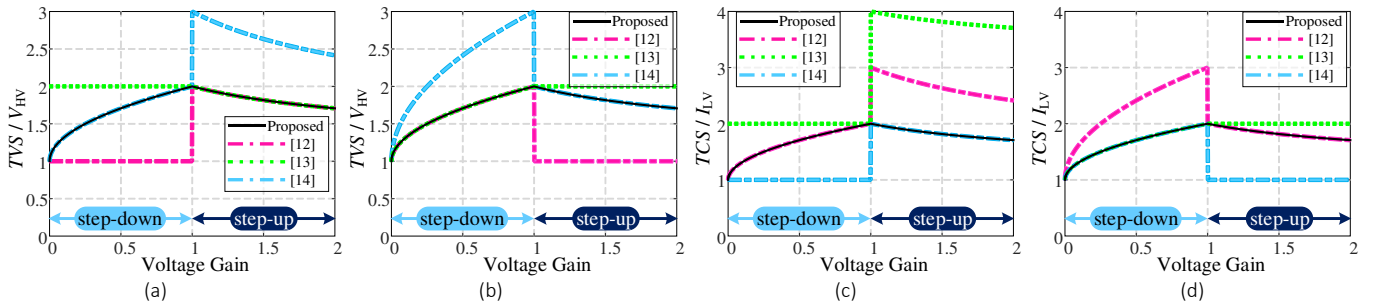 TVS / V_HV
3
2.5
2
1.5
1
0.5
0
Proposed
[12]
[13]
[14]
step-down
step-up
0
0.5
1
1.5
2
Voltage Gain
(a)
TVS / V_HV
3
2.5
2
1.5
1
0.5
0
Proposed
[12]
[13]
[14]
step-down
step-up
0
0.5
1
1.5
2
Voltage Gain
(b)
TCS / I_LV
4
3
2
1
0
Proposed
[12]
[13]
[14]
step-down
step-up
0
0.5
1
1.5
2
Voltage Gain
(c)
TCS / I_LV
4
3
2
1
0
Proposed
[12]
[13]
[14]
step-down
step-up
0
0.5
1
1.5
2
Voltage Gain
(d)